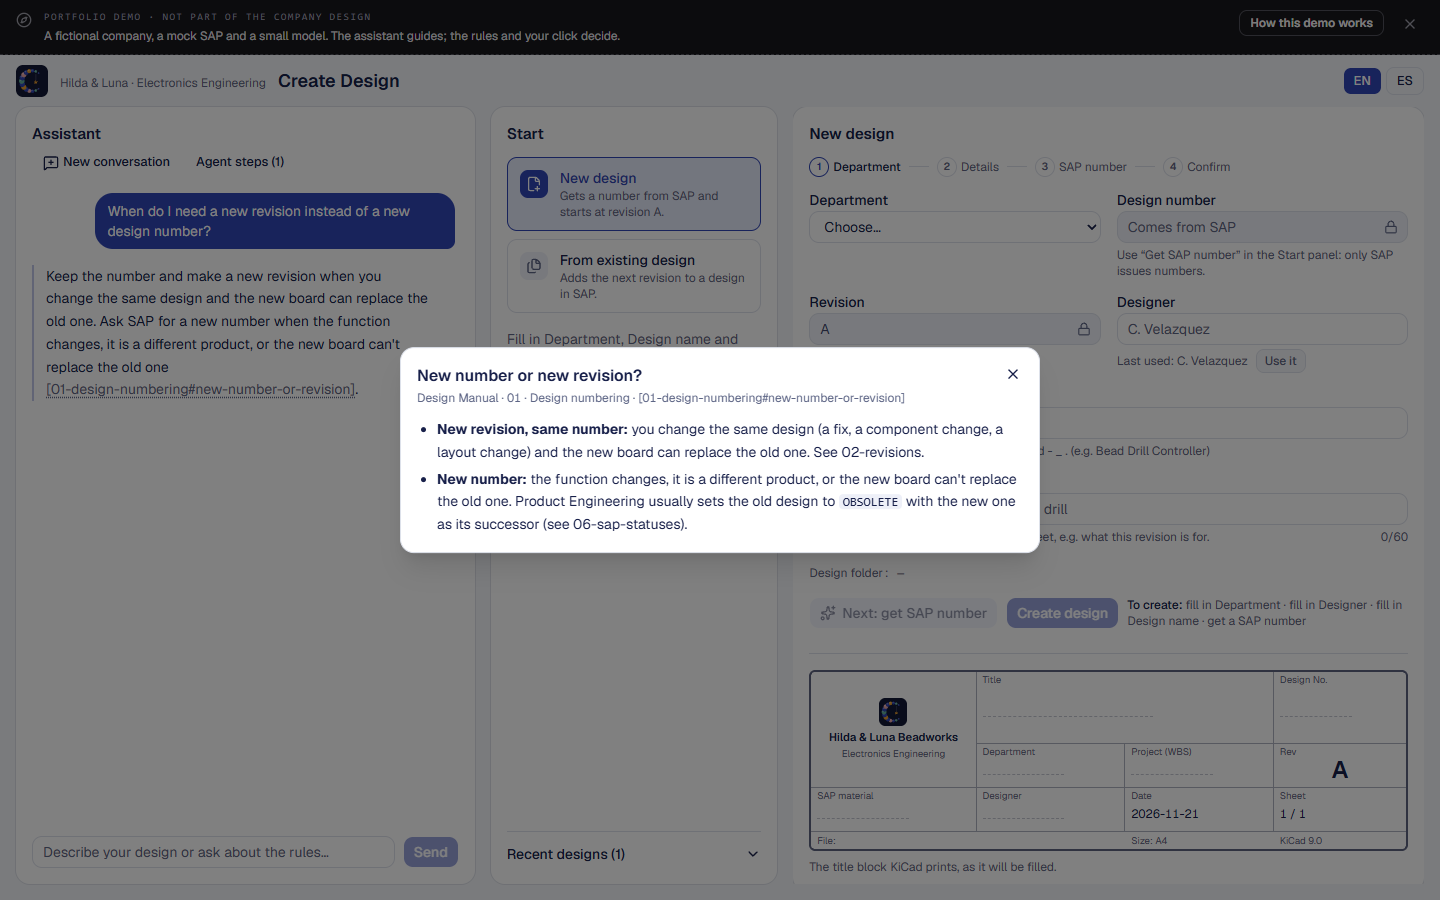 PORTFOLIO DEMO · NOT PART OF THE COMPANY DESIGN
A fictional company, a mock SAP and a small model. The assistant guides; the rules and your click decide.
How this demo works
Hilda & Luna · Electronics Engineering
Create Design
EN
ES
Assistant
New conversation
Agent steps (1)
When do I need a new revision instead of a new
design number?
Keep the number and make a new revision when you
change the same design and the new board can replace the
old one. Ask SAP for a new number when the function
changes, it is a different product, or the new board can't
replace the old one
[01-design-numbering#new-number-or-revision].
Describe your design or ask about the rules...
Send
Start
New design
Gets a number from SAP and
starts at revision A.
From existing design
Adds the next revision to a design
in SAP.
Fill in Department, Design name and
Recent designs (1)
New number or new revision?
Design Manual · 01 · Design numbering · [01-design-numbering#new-number-or-revision]
• New revision, same number: you change the same design (a fix, a component change, a
layout change) and the new board can replace the old one. See 02-revisions.
• New number: the function changes, it is a different product, or the new board can't replace
the old one. Product Engineering usually sets the old design to OBSOLETE with the new one
as its successor (see 06-sap-statuses).
New design
1 Department
2 Details
3 SAP number
4 Confirm
Department
Choose...
Design number
Comes from SAP
Use “Get SAP number” in the Start panel: only SAP
issues numbers.
Revision
A
Designer
C. Velazquez
Last used: C. Velazquez
Use it
d - _ . (e.g. Bead Drill Controller)
drill
eet, e.g. what this revision is for.
0/60
Design folder: –
Next: get SAP number
Create design
To create: fill in Department · fill in Designer · fill in
Design name · get a SAP number
Hilda & Luna Beadworks
Electronics Engineering
Title
Design No.
Department
Project (WBS)
Rev
A
SAP material
Designer
Date
2026-11-21
Sheet
1 / 1
File:
Size: A4
KiCad 9.0
The title block KiCad prints, as it will be filled.